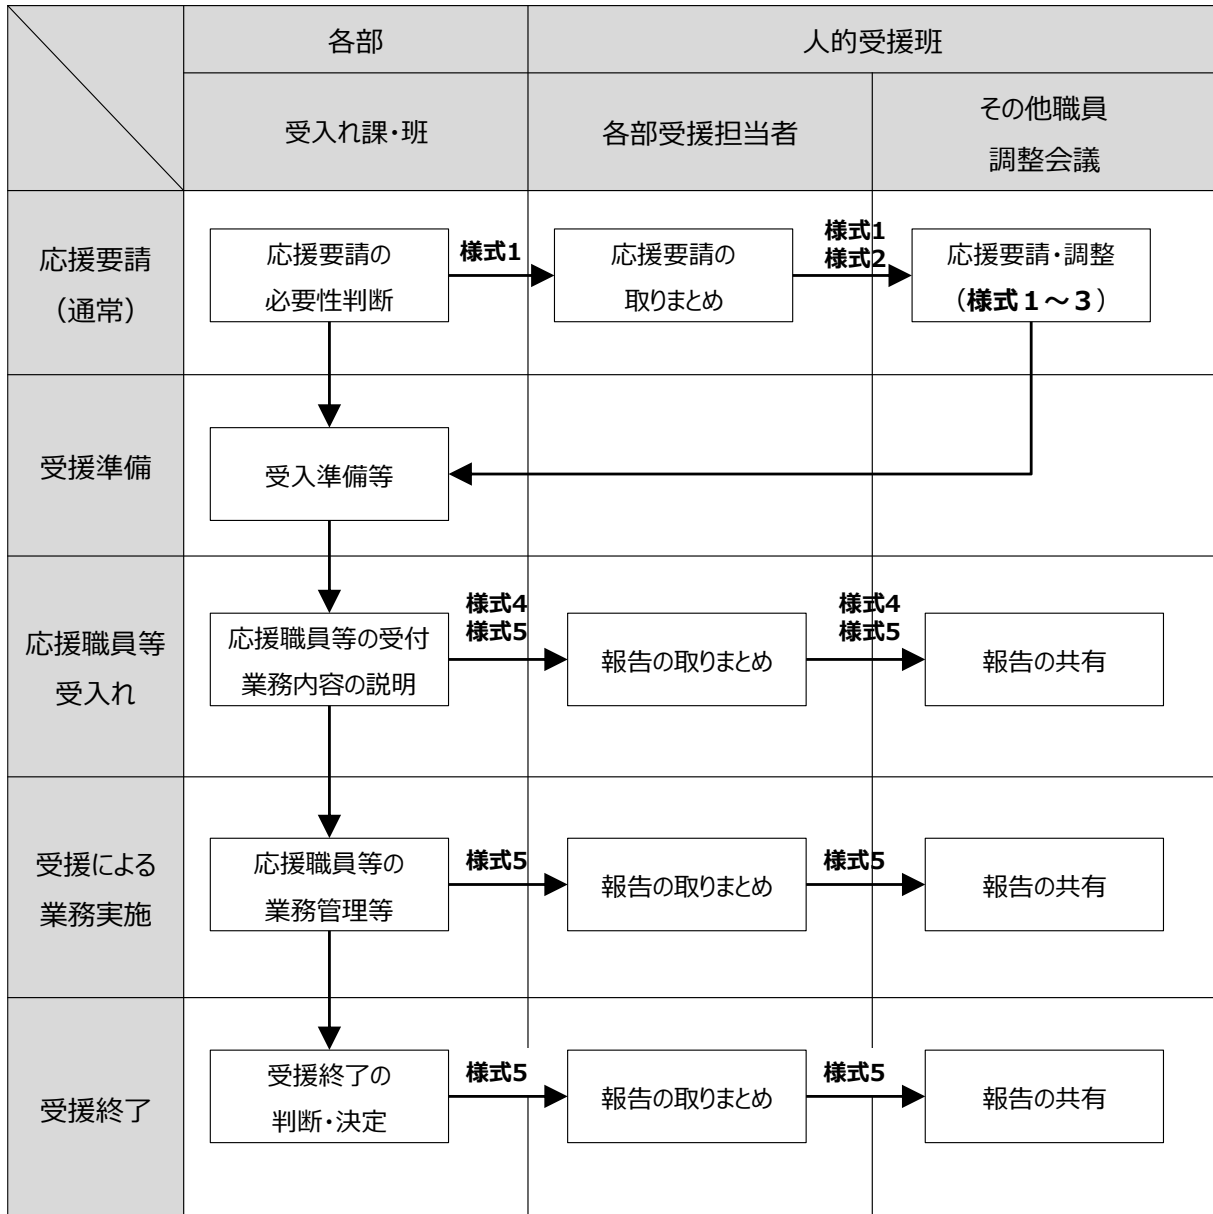 各部
人的受援班
受入れ課・班
各部受援担当者
その他職員
調整会議
応援要請
（通常）
応援要請の
必要性判断
様式1
応援要請の
取りまとめ
様式1
様式2
応援要請・調整
（様式１～３）
受援準備
受入準備等
応援職員等
受入れ
応援職員等の受付
業務内容の説明
様式4
様式5
報告の取りまとめ
様式4
様式5
報告の共有
受援による
業務実施
応援職員等の
業務管理等
様式5
報告の取りまとめ
様式5
報告の共有
受援終了
受援終了の
判断・決定
様式5
報告の取りまとめ
様式5
報告の共有